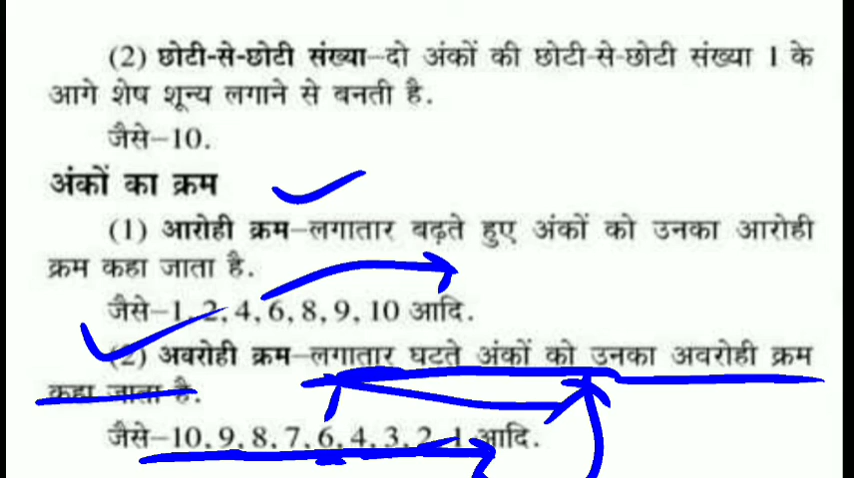 (2) छोटी-से-छोटी संख्या–दो अंकों की छोटी-से-छोटी संख्या 1 के
आगे शेष शून्य लगाने से बनती है.
जैसे–10.
अंकों का क्रम
(1) आरोही क्रम–लगातार बढ़ते हुए अंकों को उनका आरोही
क्रम कहा जाता है.
जैसे–1, 2, 4, 6, 8, 9, 10 आदि.
(2) अवरोही क्रम–लगातार घटते अंकों को उनका अवरोही क्रम
कहा जाता है.
जैसे–10, 9, 8, 7, 6, 4, 3, 2, 1 आदि.